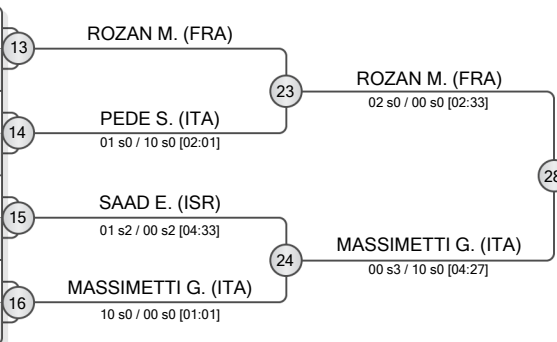 ROZAN M. (FRA)
13
23
ROZAN M. (FRA)
02 s0 / 00 s0 [02:33]
PEDE S. (ITA)
14
01 s0 / 10 s0 [02:01]
28
SAAD E. (ISR)
15
01 s2 / 00 s2 [04:33]
24
MASSIMETTI G. (ITA)
00 s3 / 10 s0 [04:27]
MASSIMETTI G. (ITA)
16
10 s0 / 00 s0 [01:01]